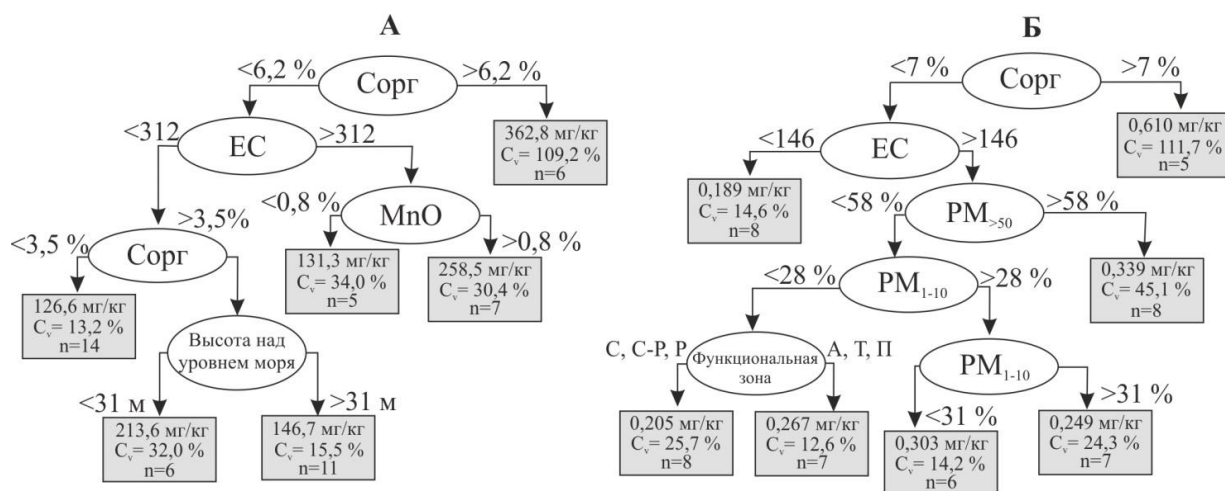 А
<6,2 %
Сорг
>6,2 %
362,8 мг/кг
Cv= 109,2 %
n=6
<312
ЕС
>312
<0,8 %
MnO
>0,8 %
131,3 мг/кг
Cv= 34,0 %
n=5
258,5 мг/кг
Cv= 30,4 %
n=7
<3,5 %
Сорг
>3,5%
126,6 мг/кг
Cv= 13,2 %
n=14
Высота над
уровнем моря
<31 м
>31 м
213,6 мг/кг
Cv= 32,0 %
n=6
146,7 мг/кг
Cv= 15,5 %
n=11
Б
<7 %
Сорг
>7 %
0,610 мг/кг
Cv= 111,7 %
n=5
<146
ЕС
>146
0,189 мг/кг
Cv= 14,6 %
n=8
<58 %
PM>50
>58 %
0,339 мг/кг
Cv= 45,1 %
n=8
<28 %
PM1-10
>28 %
С, С-Р, Р
Функциональная
зона
А, Т, П
0,205 мг/кг
Cv= 25,7 %
n=8
0,267 мг/кг
Cv= 12,6 %
n=7
PM1-10
<31 %
>31 %
0,303 мг/кг
Cv= 14,2 %
n=6
0,249 мг/кг
Cv= 24,3 %
n=7